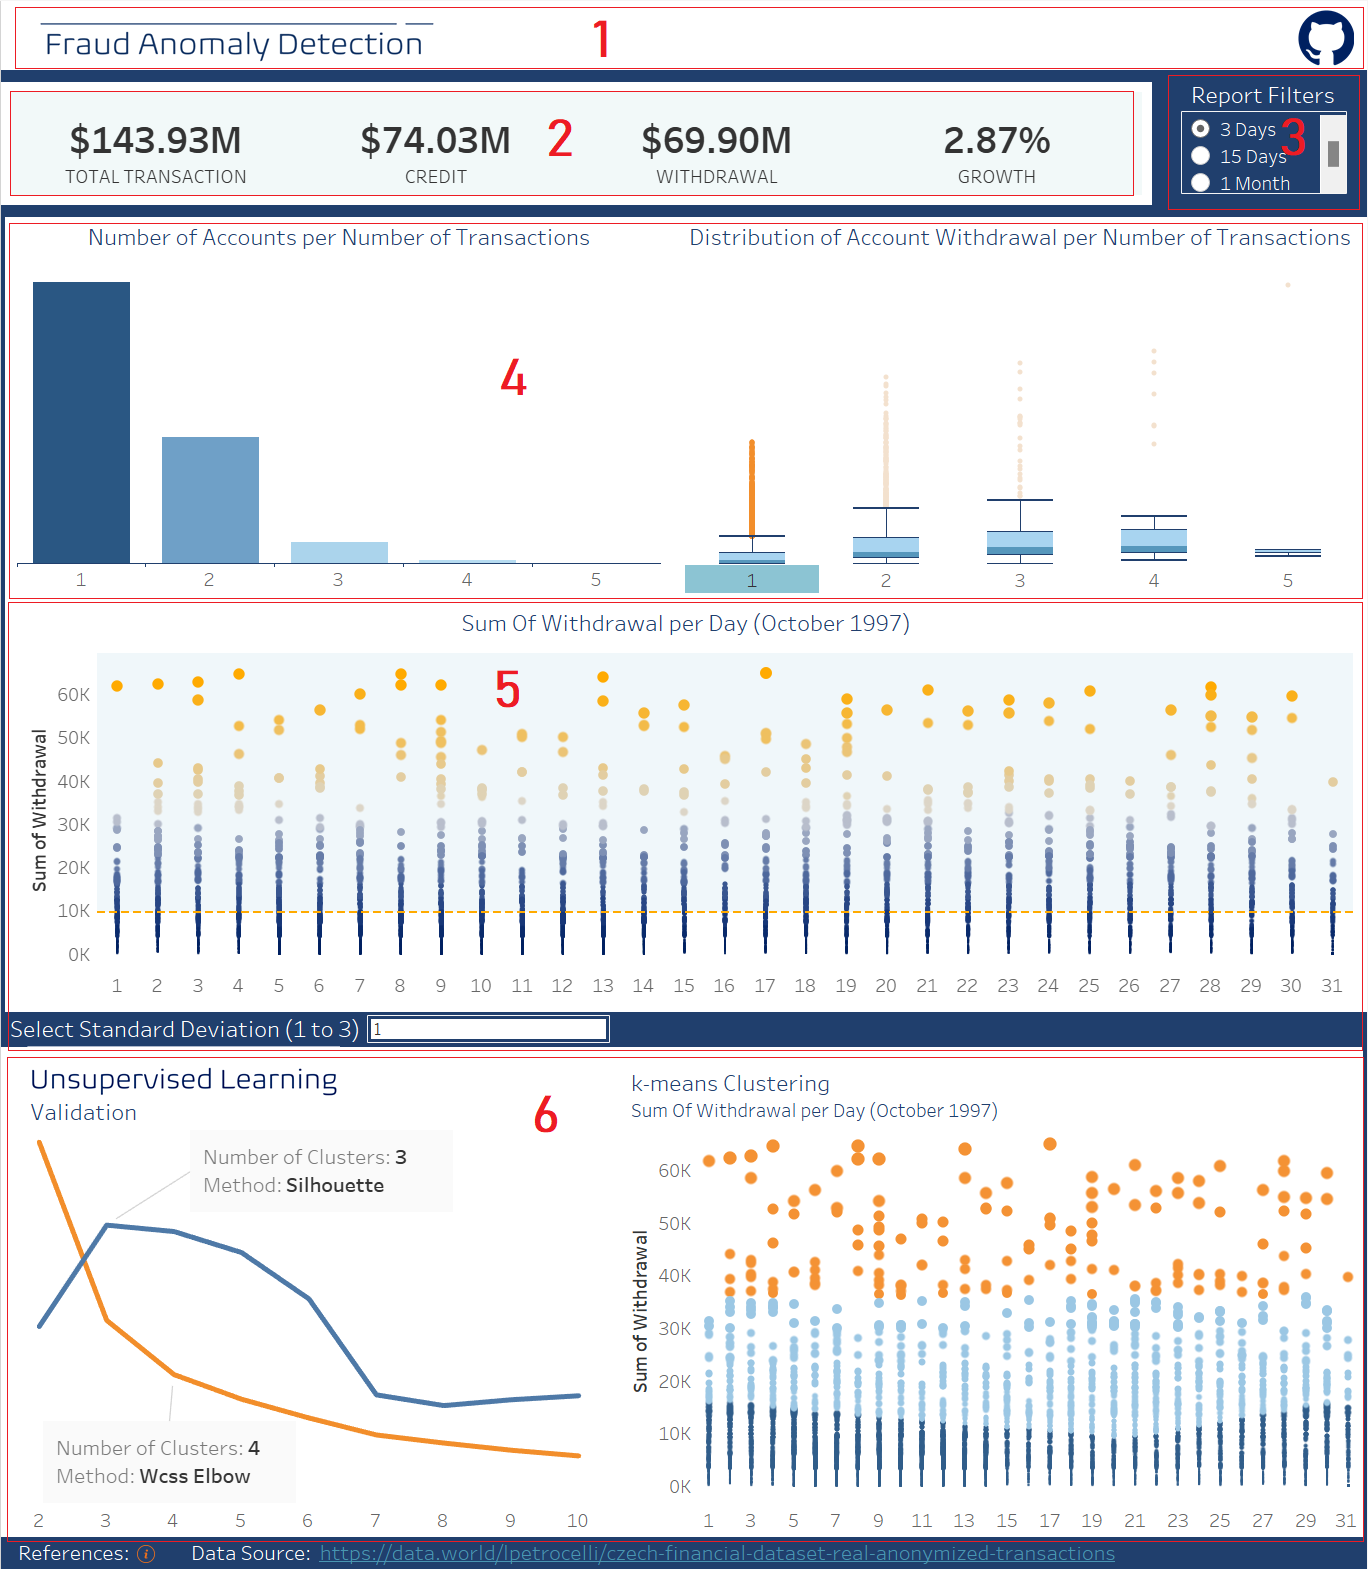 Fraud Anomaly Detection
1
$143.93M
TOTAL TRANSACTION
$74.03M
CREDIT
2
$69.90M
WITHDRAWAL
2.87%
GROWTH
Report Filters
3 Days
15 Days
1 Month
3
Number of Accounts per Number of Transactions
4
1 2 3 4 5
Distribution of Account Withdrawal per Number of Transactions
1 2 3 4 5
Sum Of Withdrawal per Day (October 1997)
5
Sum of Withdrawal
60K
50K
40K
30K
20K
10K
0K
1 2 3 4 5 6 7 8 9 10 11 12 13 14 15 16 17 18 19 20 21 22 23 24 25 26 27 28 29 30 31
Select Standard Deviation (1 to 3) 1
Unsupervised Learning
Validation
6
Number of Clusters: 3
Method: Silhouette
Number of Clusters: 4
Method: Wcss Elbow
2 3 4 5 6 7 8 9 10
k-means Clustering
Sum Of Withdrawal per Day (October 1997)
Sum of Withdrawal
60K
50K
40K
30K
20K
10K
0K
1 3 5 7 9 11 13 15 17 19 21 23 25 27 29 31
References: i Data Source: https://data.world/lpetrocelli/czech-financial-dataset-real-anonymized-transactions